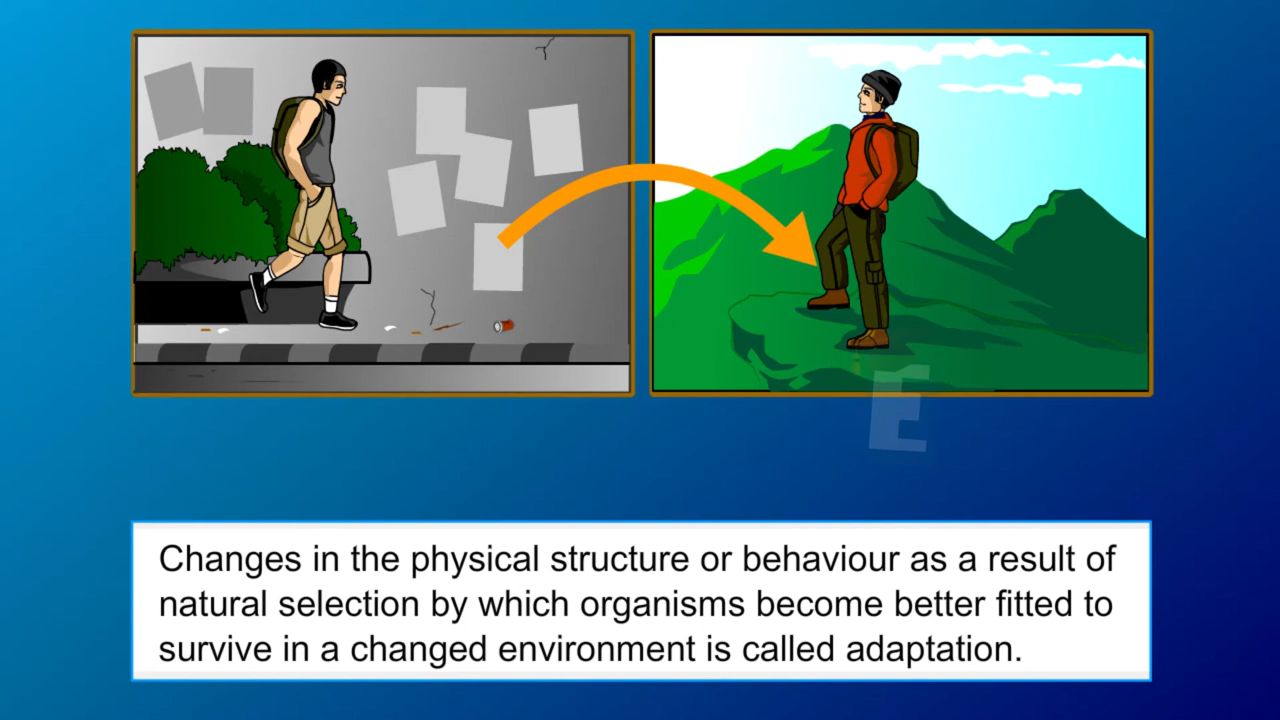 E
Changes in the physical structure or behaviour as a result of
natural selection by which organisms become better fitted to
survive in a changed environment is called adaptation.